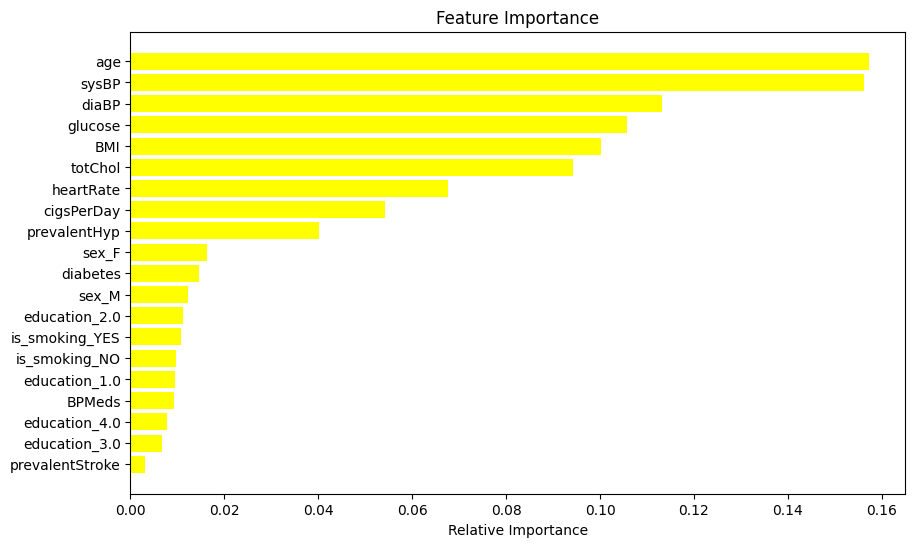 Feature Importance
age
sysBP
diaBP
glucose
BMI
totChol
heartRate
cigsPerDay
prevalentHyp
sex_F
diabetes
sex_M
education_2.0
is_smoking_YES
is_smoking_NO
education_1.0
BPMeds
education_4.0
education_3.0
prevalentStroke
0.00 0.02 0.04 0.06 0.08 0.10 0.12 0.14 0.16
Relative Importance